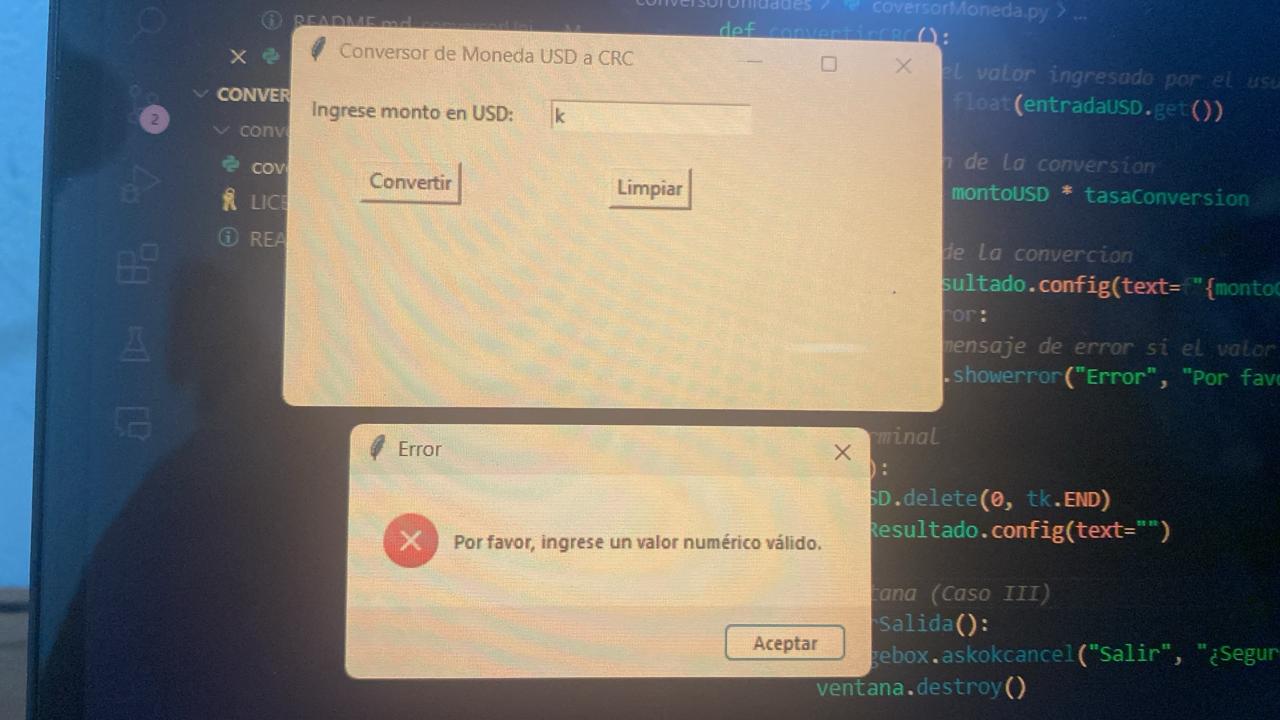 conversorUnidades > coversorMoneda.py > ...
README.md
def convertirCRC():
Conversor de Moneda USD a CRC
el valor ingresado por el usu
CONVER
Ingrese monto en USD: k
float(entradaUSD.get())
2
conv
cov
de la conversion
Convertir
Limpiar
montoUSD * tasaConversion
LICE
REA
de la convercion
sultado.config(text= "{monto
ror:
mensaje de error si el valor
.showerror("Error", "Por fav
rminal
Error
):
SD.delete(0, tk.END)
Resultado.config(text="")
Por favor, ingrese un valor numérico válido.
tana (Caso III)
rSalida():
Aceptar
gebox.askokcancel("Salir", "¿Segur
ventana.destroy()